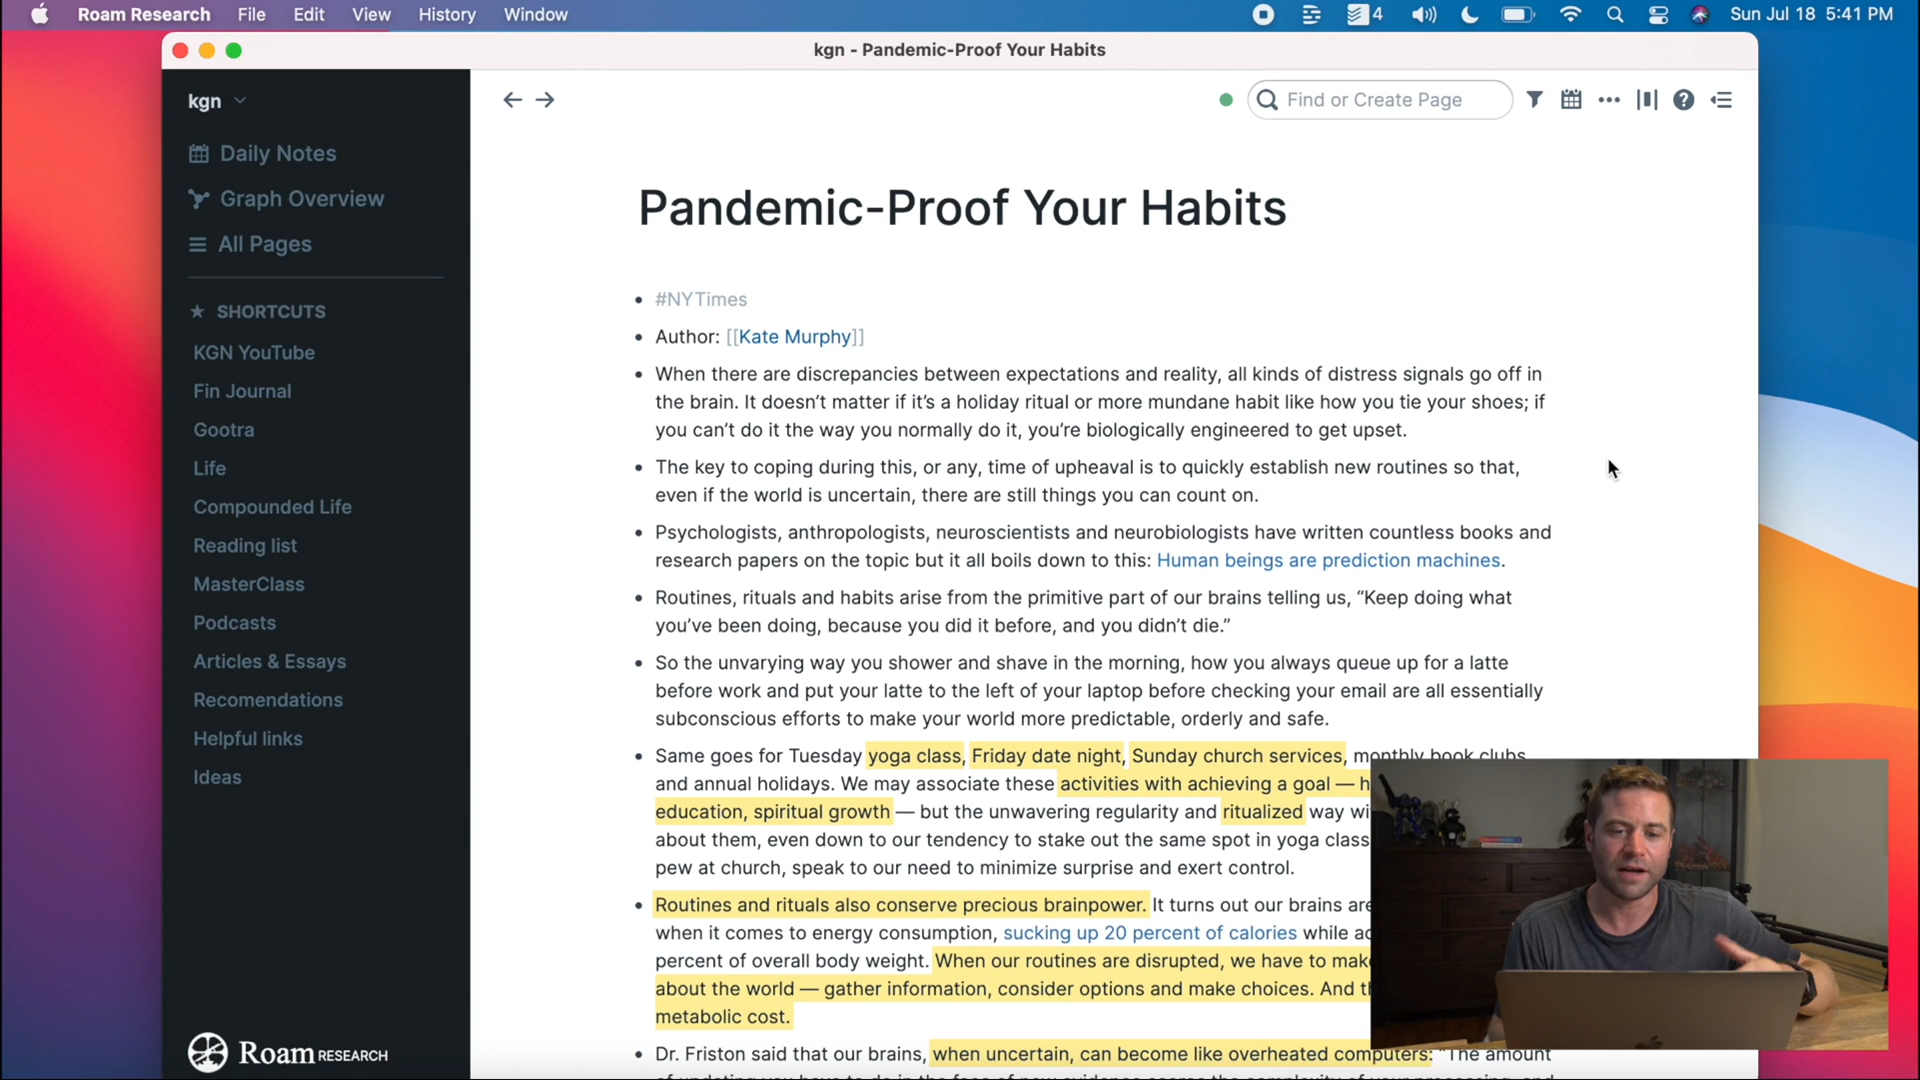 Roam Research File Edit View History Window 4 Sun Jul 18 5:41 PM
kgn - Pandemic-Proof Your Habits
kgn
Daily Notes
Graph Overview
All Pages
★ SHORTCUTS
KGN YouTube
Fin Journal
Gootra
Life
Compounded Life
Reading list
MasterClass
Podcasts
Articles & Essays
Recomendations
Helpful links
Ideas
Roam RESEARCH
Find or Create Page
Pandemic-Proof Your Habits
• #NYTimes
• Author: [[Kate Murphy]]
• When there are discrepancies between expectations and reality, all kinds of distress signals go off in
the brain. It doesn’t matter if it’s a holiday ritual or more mundane habit like how you tie your shoes; if
you can’t do it the way you normally do it, you’re biologically engineered to get upset.
• The key to coping during this, or any, time of upheaval is to quickly establish new routines so that,
even if the world is uncertain, there are still things you can count on.
• Psychologists, anthropologists, neuroscientists and neurobiologists have written countless books and
research papers on the topic but it all boils down to this: Human beings are prediction machines.
• Routines, rituals and habits arise from the primitive part of our brains telling us, “Keep doing what
you’ve been doing, because you did it before, and you didn’t die.”
• So the unvarying way you shower and shave in the morning, how you always queue up for a latte
before work and put your latte to the left of your laptop before checking your email are all essentially
subconscious efforts to make your world more predictable, orderly and safe.
• Same goes for Tuesday yoga class, Friday date night, Sunday church services, monthly book clubs
and annual holidays. We may associate these activities with achieving a goal —
education, spiritual growth — but the unwavering regularity and ritualized way
about them, even down to our tendency to stake out the same spot in yoga class
pew at church, speak to our need to minimize surprise and exert control.
• Routines and rituals also conserve precious brainpower. It turns out our brains are
when it comes to energy consumption, sucking up 20 percent of calories while
percent of overall body weight. When our routines are disrupted, we have to make
about the world — gather information, consider options and make choices. And
metabolic cost.
• Dr. Friston said that our brains, when uncertain, can become like overheated computers: “The amount